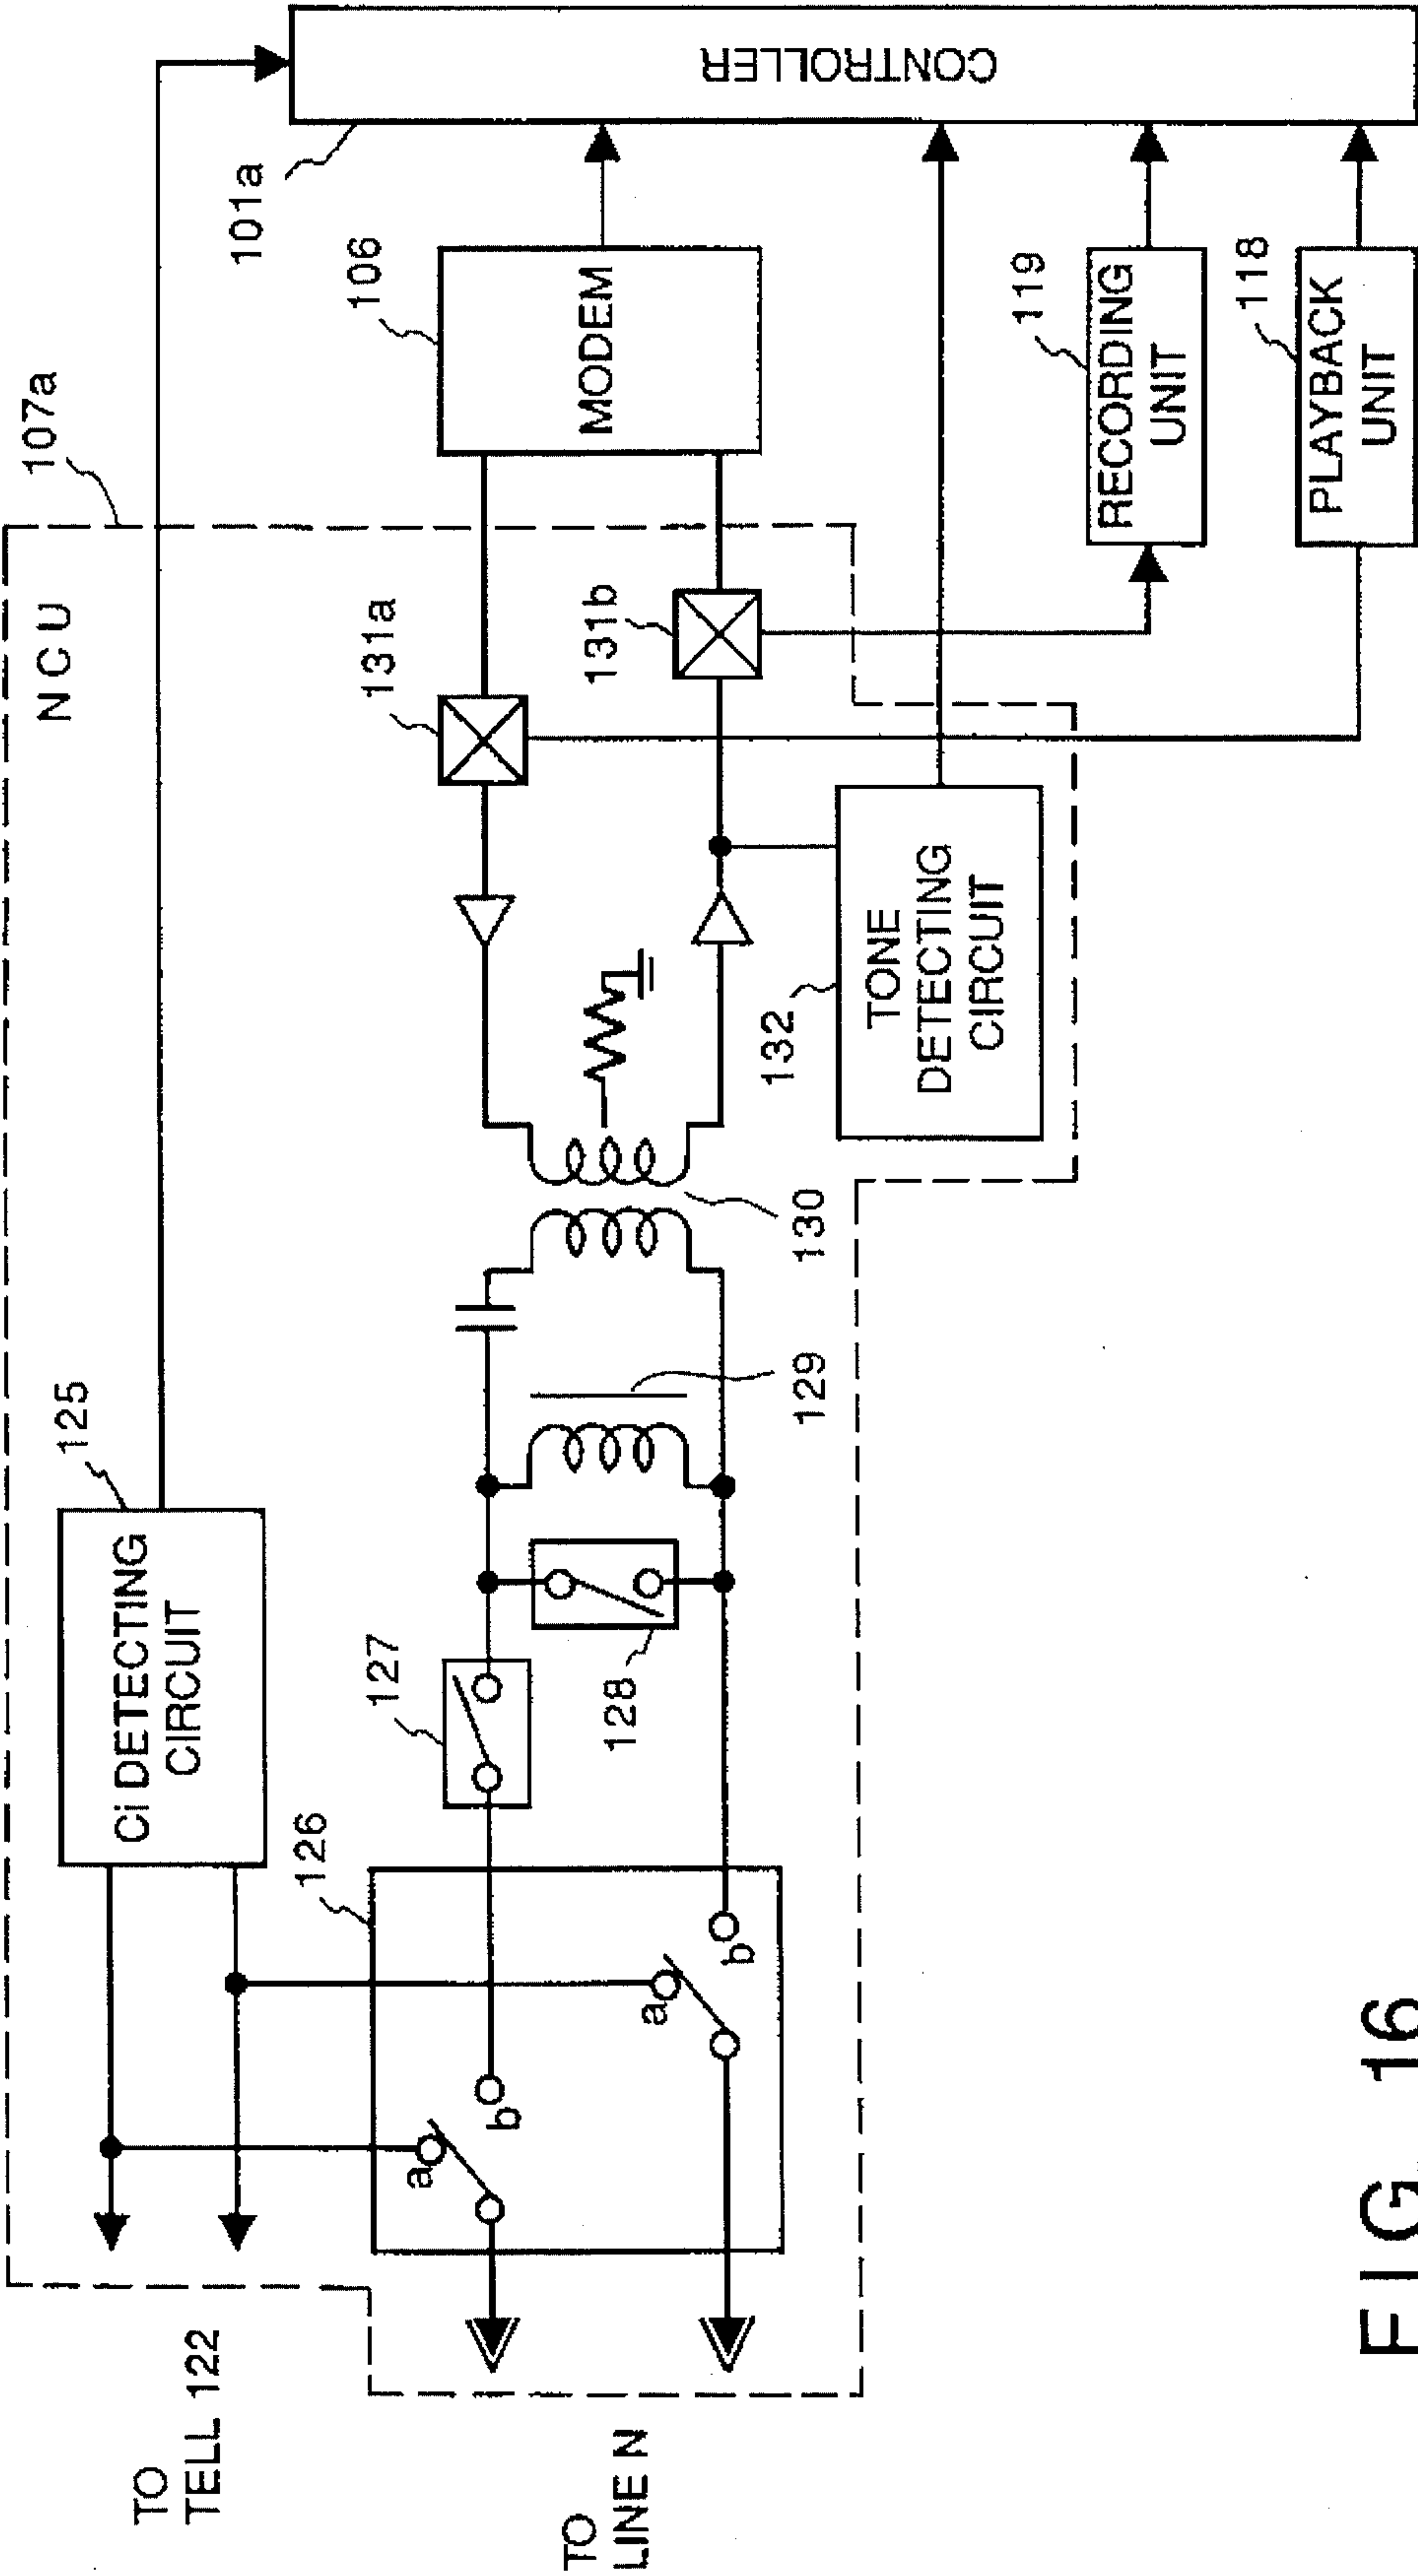 TO
TELL 122
TO
LINE N
NCU
107a
Ci DETECTING
CIRCUIT
125
126
a
b
a
b
127
128
129
130
131a
131b
TONE
DETECTING
CIRCUIT
132
MODEM
106
101a
CONTROLLER
RECORDING
UNIT
119
PLAYBACK
UNIT
118
FIG. 16